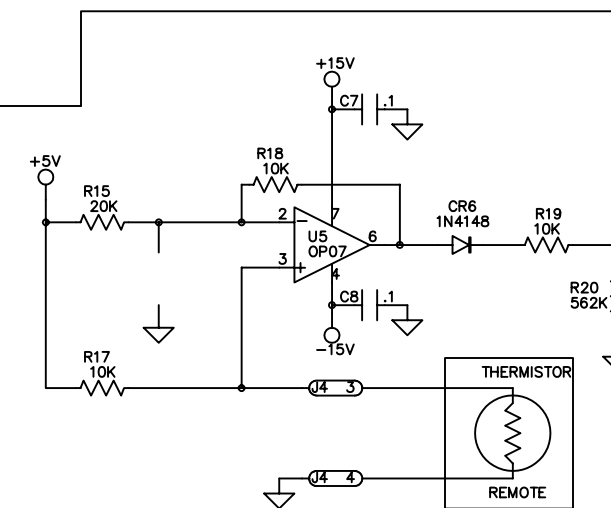 +15V
C7 .1
+5V
R18
10K
R15
20K
2
7
U5
OP07
6
3
4
CR6
1N4148
R19
10K
C8 .1
-15V
R20
562K
R17
10K
J4 3
THERMISTOR
J4 4
REMOTE